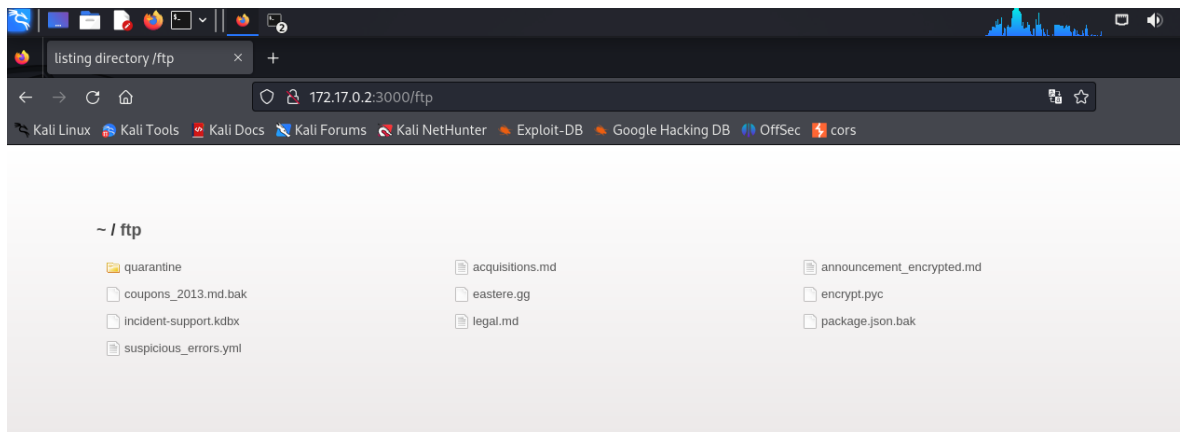 2
listing directory /ftp
172.17.0.2:3000/ftp
Kali Linux Kali Tools Kali Docs Kali Forums Kali NetHunter Exploit-DB Google Hacking DB OffSec cors
~ / ftp
quarantine acquisitions.md announcement_encrypted.md
coupons_2013.md.bak eastere.gg encrypt.pyc
incident-support.kdbx legal.md package.json.bak
suspicious_errors.yml